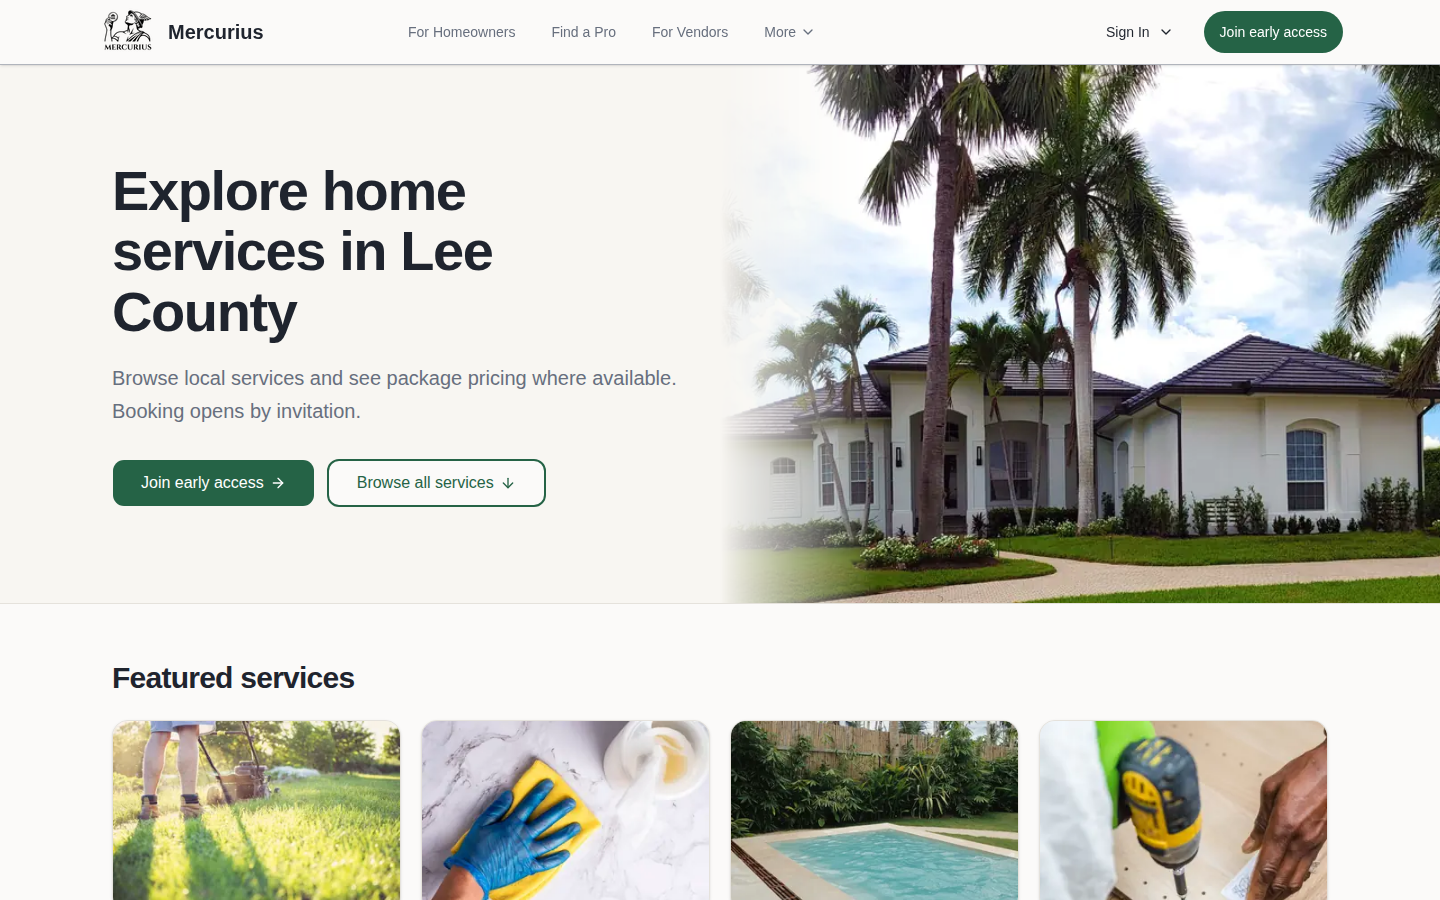 MERCURIUS
Mercurius
For Homeowners
Find a Pro
For Vendors
More
Sign In
Join early access
Explore home
services in Lee
County
Browse local services and see package pricing where available.
Booking opens by invitation.
Join early access
Browse all services
Featured services